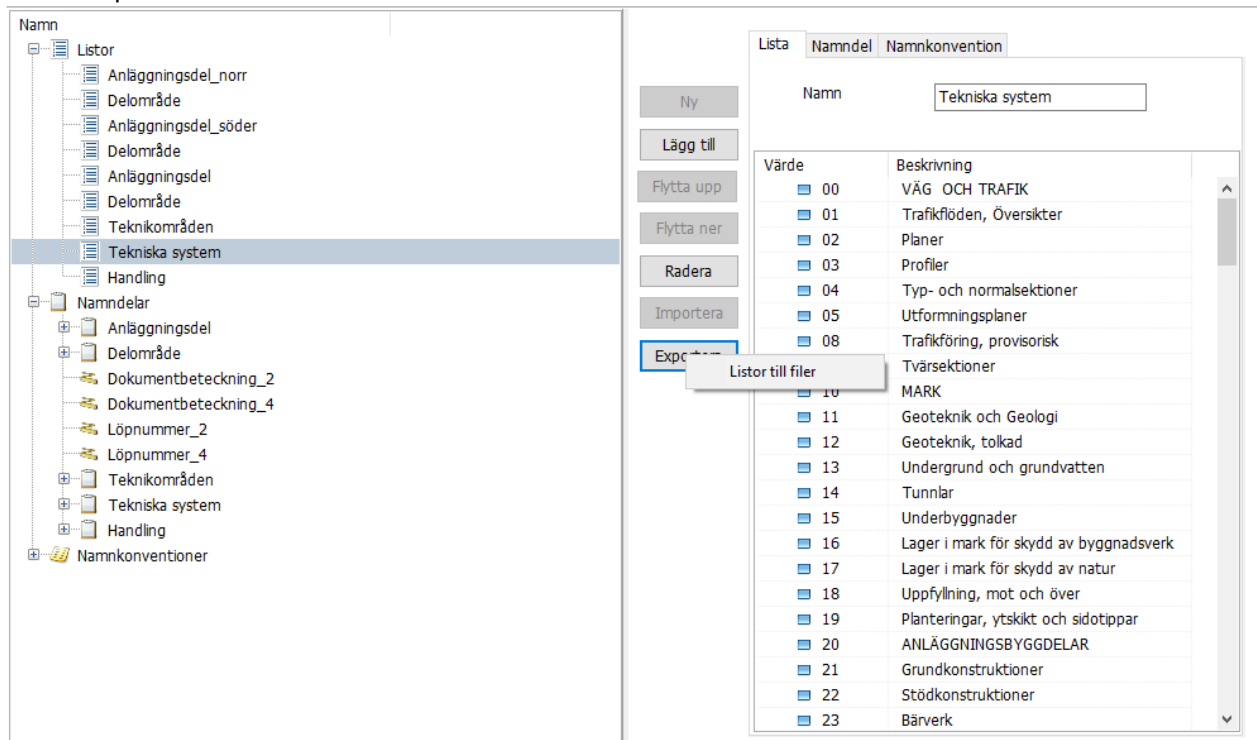 Namn
Listor
Anläggningsdel_norr
Delområde
Anläggningsdel_söder
Delområde
Anläggningsdel
Delområde
Teknikområden
Tekniska system
Handling
Namndelar
Anläggningsdel
Delområde
Dokumentbeteckning_2
Dokumentbeteckning_4
Löpnummer_2
Löpnummer_4
Teknikområden
Tekniska system
Handling
Namnkonventioner
Ny
Lägg till
Flytta upp
Flytta ner
Radera
Importera
Listor till filer
Lista Namndel Namnkonvention
Namn Tekniska system
Värde Beskrivning
00 VÄG OCH TRAFIK
01 Trafikflöden, Översikter
02 Planer
03 Profiler
04 Typ- och normalsektioner
05 Utformningsplaner
08 Trafikföring, provisorisk
Tvärsektioner
10 MARK
11 Geoteknik och Geologi
12 Geoteknik, tolkad
13 Undergrund och grundvatten
14 Tunnlar
15 Underbyggnader
16 Lager i mark för skydd av byggnadsverk
17 Lager i mark för skydd av natur
18 Uppfyllning, mot och över
19 Planteringar, ytskikt och sidotippar
20 ANLÄGGNINGSBYGGDELAR
21 Grundkonstruktioner
22 Stödkonstruktioner
23 Bärverk